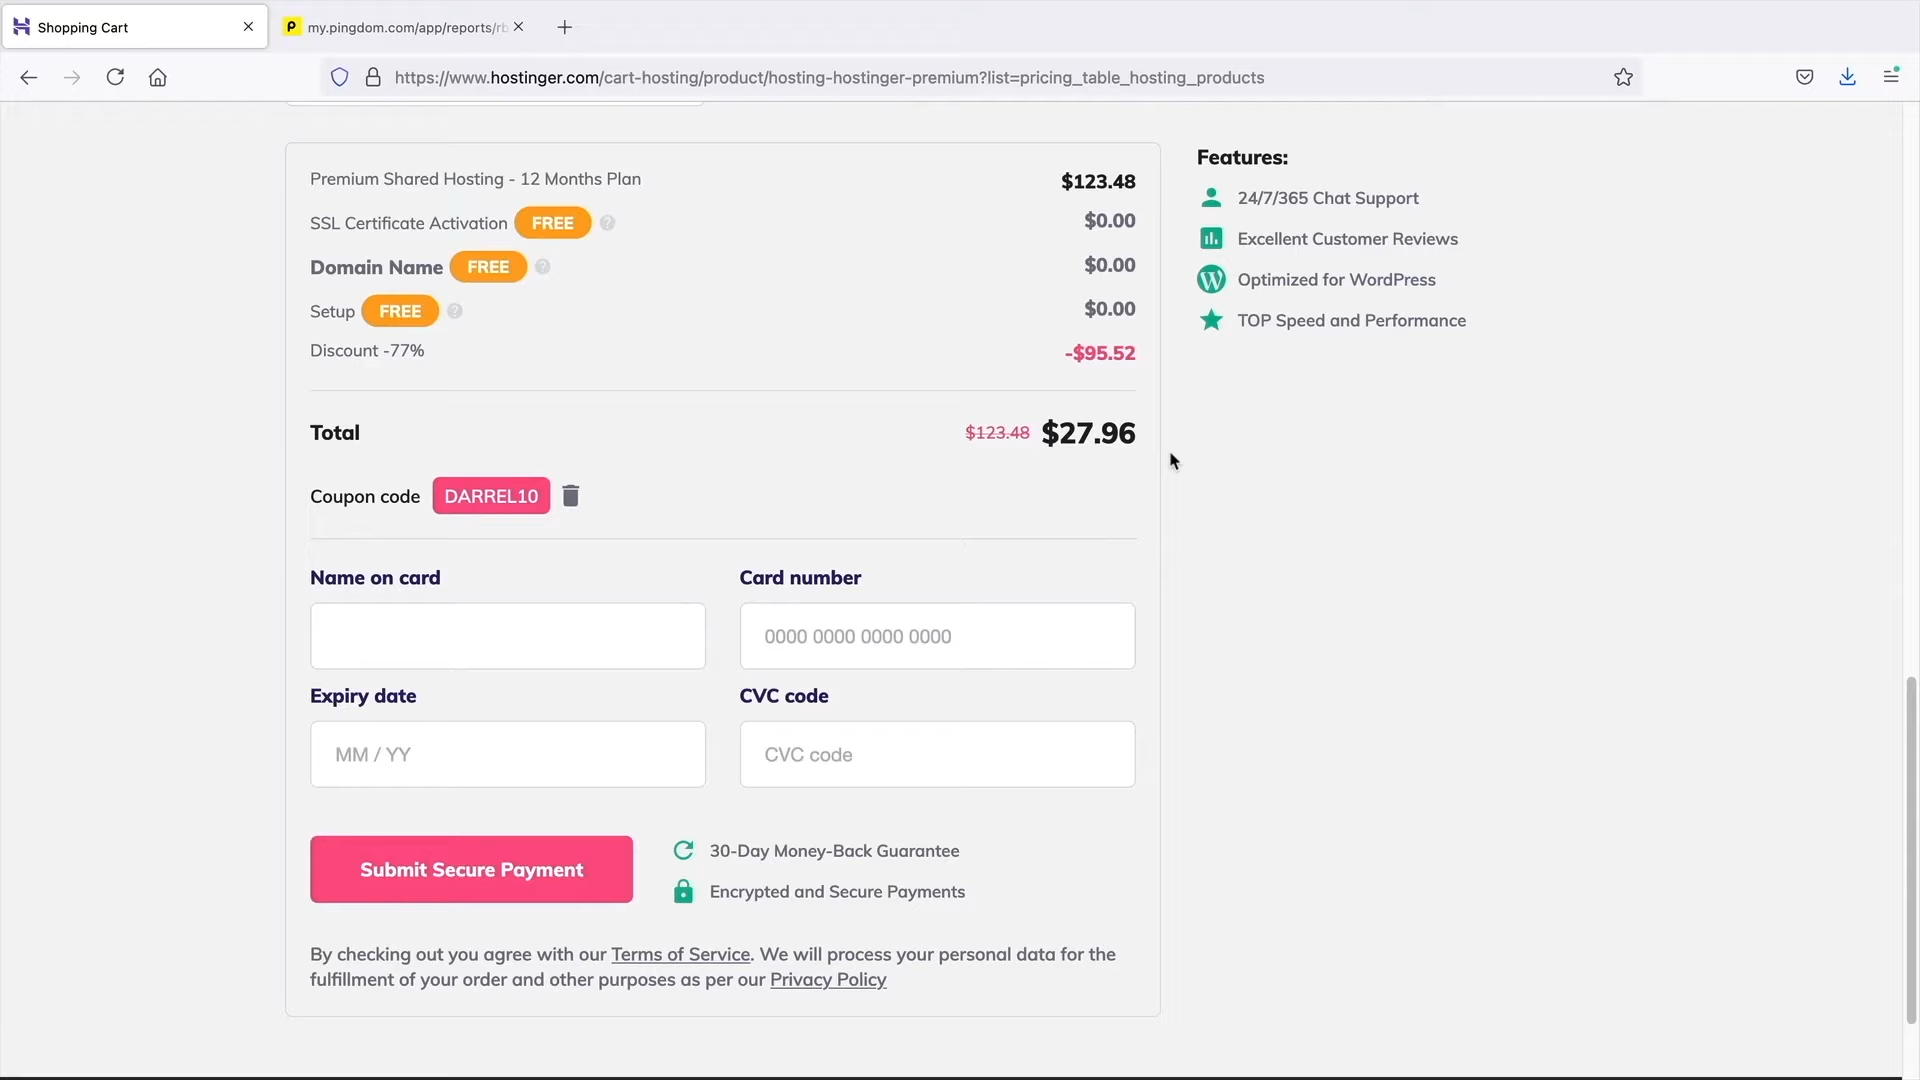 Shopping Cart
my.pingdom.com/app/reports/rb
https://www.hostinger.com/cart-hosting/product/hosting-hostinger-premium?list=pricing_table_hosting_products
Premium Shared Hosting - 12 Months Plan $123.48
SSL Certificate Activation FREE ? $0.00
Domain Name FREE ? $0.00
Setup FREE ? $0.00
Discount -77% -$95.52
Total $123.48 $27.96
Coupon code DARREL10
Name on card Card number
0000 0000 0000 0000
Expiry date CVC code
MM / YY CVC code
Submit Secure Payment
30-Day Money-Back Guarantee
Encrypted and Secure Payments
By checking out you agree with our Terms of Service. We will process your personal data for the
fulfillment of your order and other purposes as per our Privacy Policy
Features:
24/7/365 Chat Support
Excellent Customer Reviews
Optimized for WordPress
TOP Speed and Performance